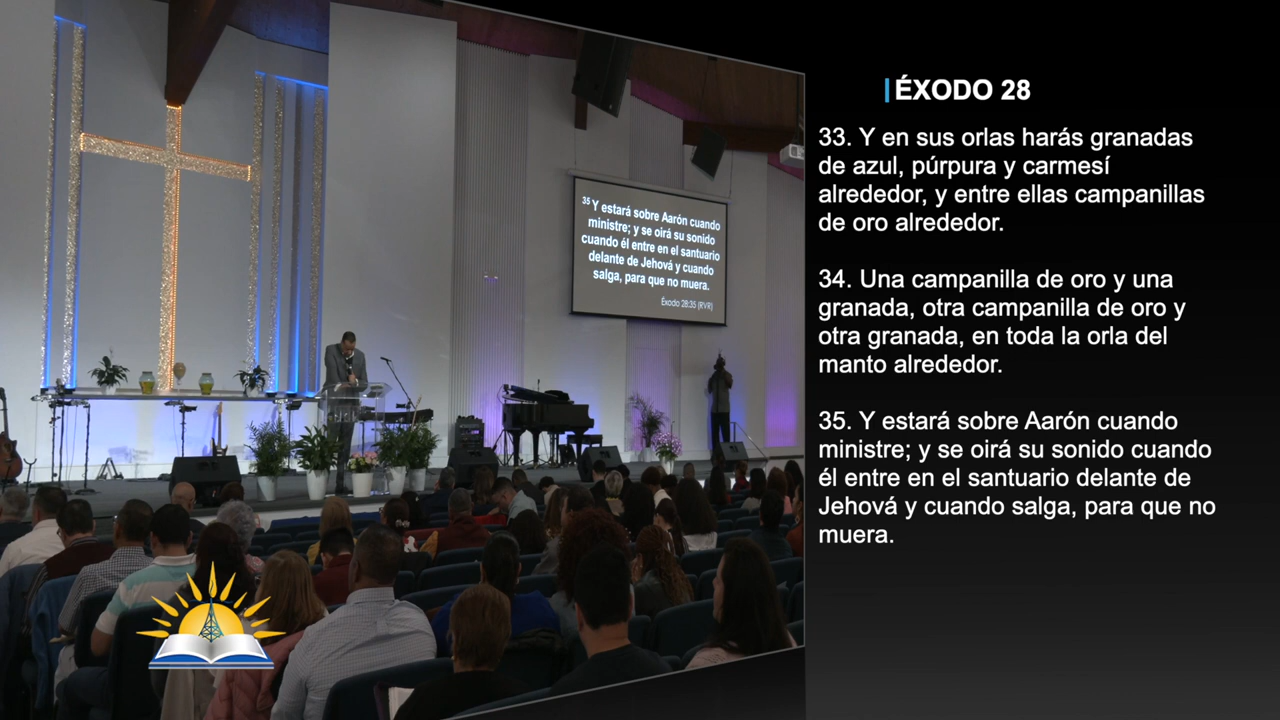 35 Y estará sobre Aarón cuando
ministre; y se oirá su sonido
cuando él entre en el santuario
delante de Jehová y cuando
salga, para que no muera.
Éxodo 28:35 (RVR)
ÉXODO 28
33. Y en sus orlas harás granadas
de azul, púrpura y carmesí
alrededor, y entre ellas campanillas
de oro alrededor.
34. Una campanilla de oro y una
granada, otra campanilla de oro y
otra granada, en toda la orla del
manto alrededor.
35. Y estará sobre Aarón cuando
ministre; y se oirá su sonido cuando
él entre en el santuario delante de
Jehová y cuando salga, para que no
muera.